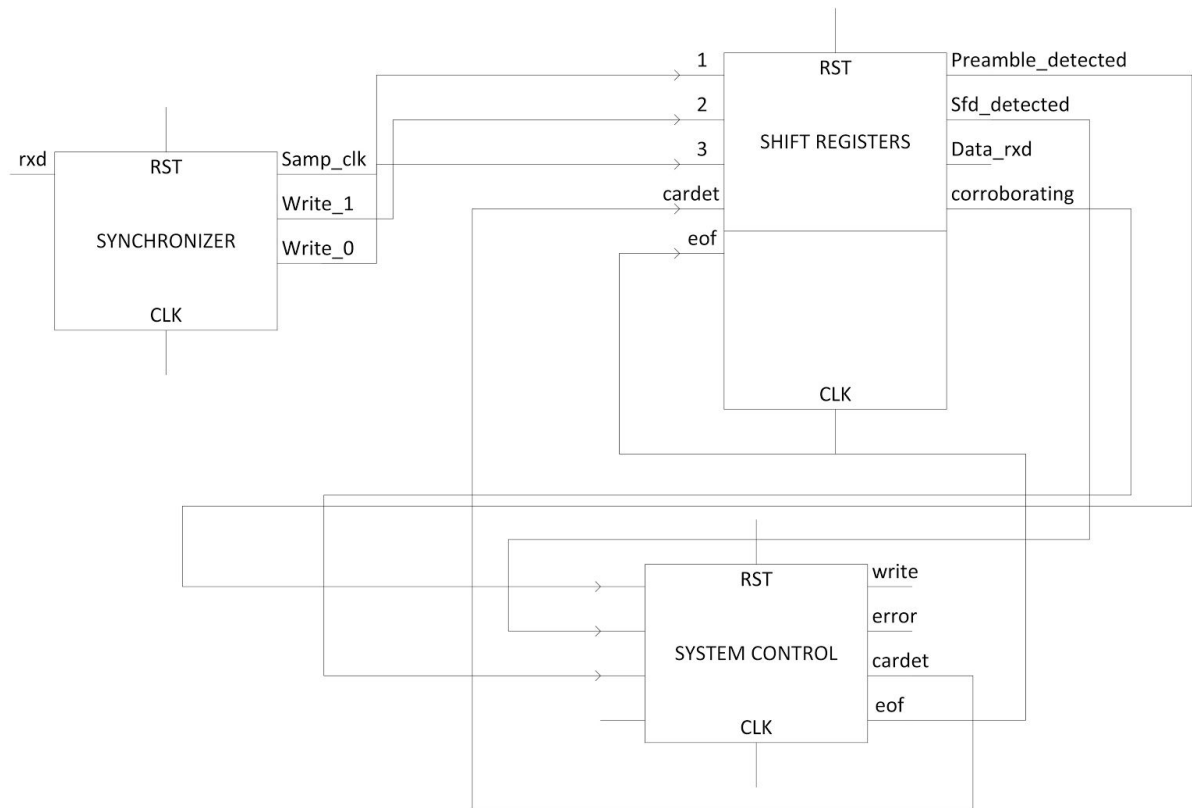 1
RST
Preamble_detected
2
SHIFT REGISTERS
Sfd_detected
rxd
RST
Samp_clk
3
Data_rxd
Write_1
cardet
corroborating
SYNCHRONIZER
Write_0
eof
CLK
CLK
RST
write
error
SYSTEM CONTROL
cardet
eof
CLK